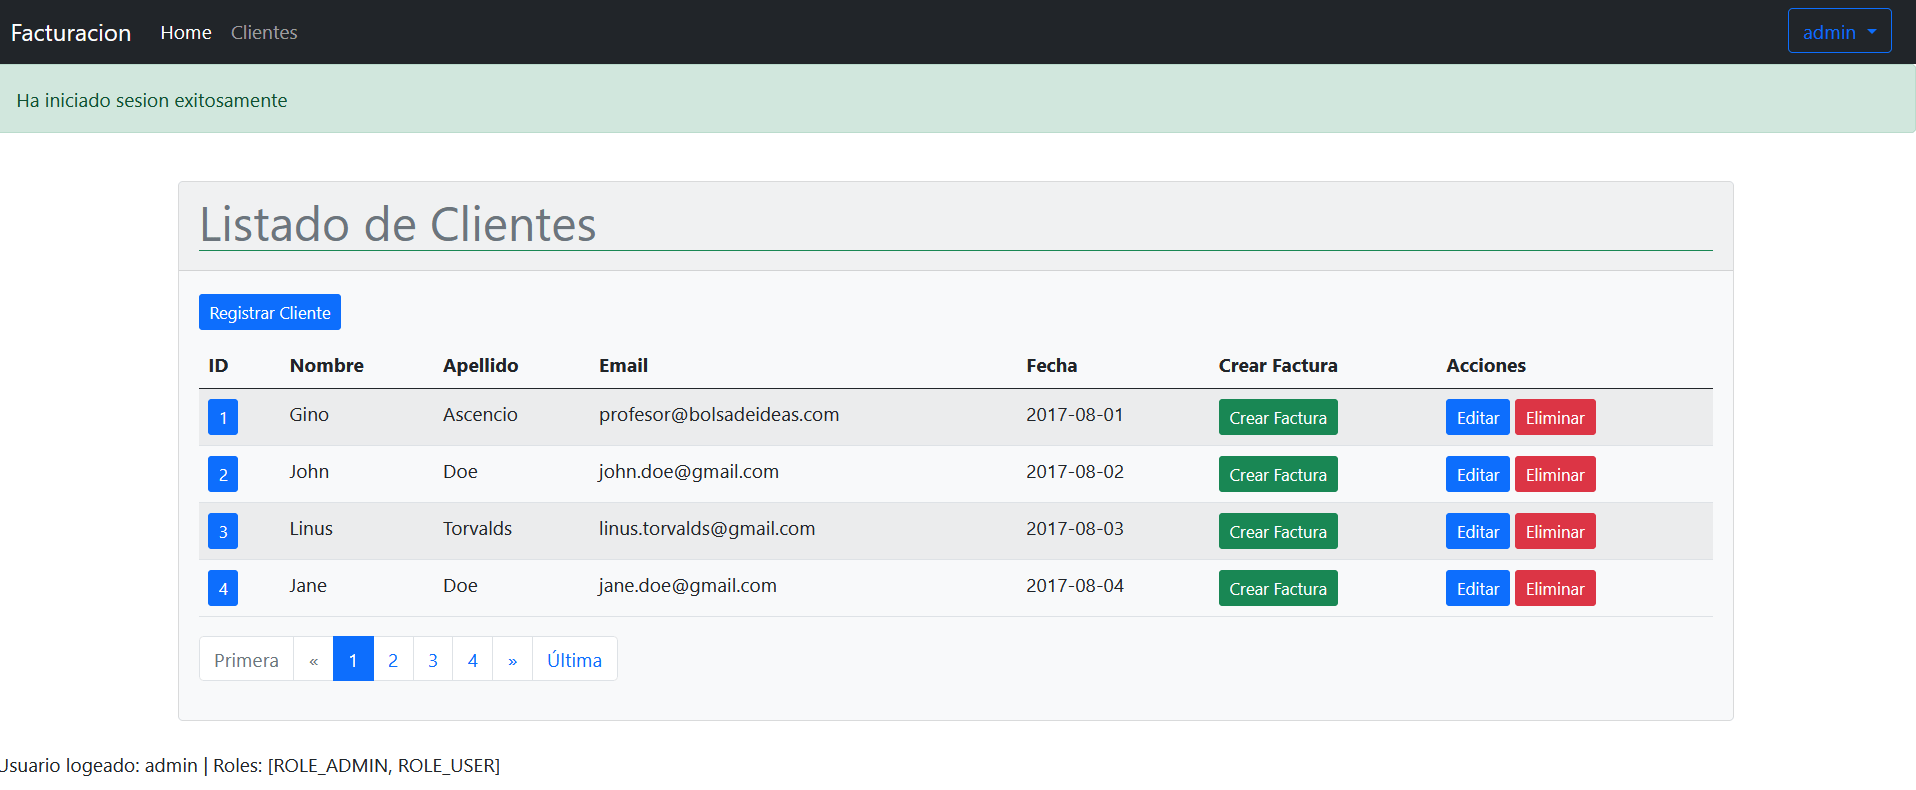 Facturacion Home Clientes admin
Ha iniciado sesion exitosamente
Listado de Clientes
Registrar Cliente
ID Nombre Apellido Email Fecha Crear Factura Acciones
1 Gino Ascencio profesor@bolsadeideas.com 2017-08-01 Crear Factura Editar Eliminar
2 John Doe john.doe@gmail.com 2017-08-02 Crear Factura Editar Eliminar
3 Linus Torvalds linus.torvalds@gmail.com 2017-08-03 Crear Factura Editar Eliminar
4 Jane Doe jane.doe@gmail.com 2017-08-04 Crear Factura Editar Eliminar
Primera « 1 2 3 4 » Última
Usuario logeado: admin | Roles: [ROLE_ADMIN, ROLE_USER]